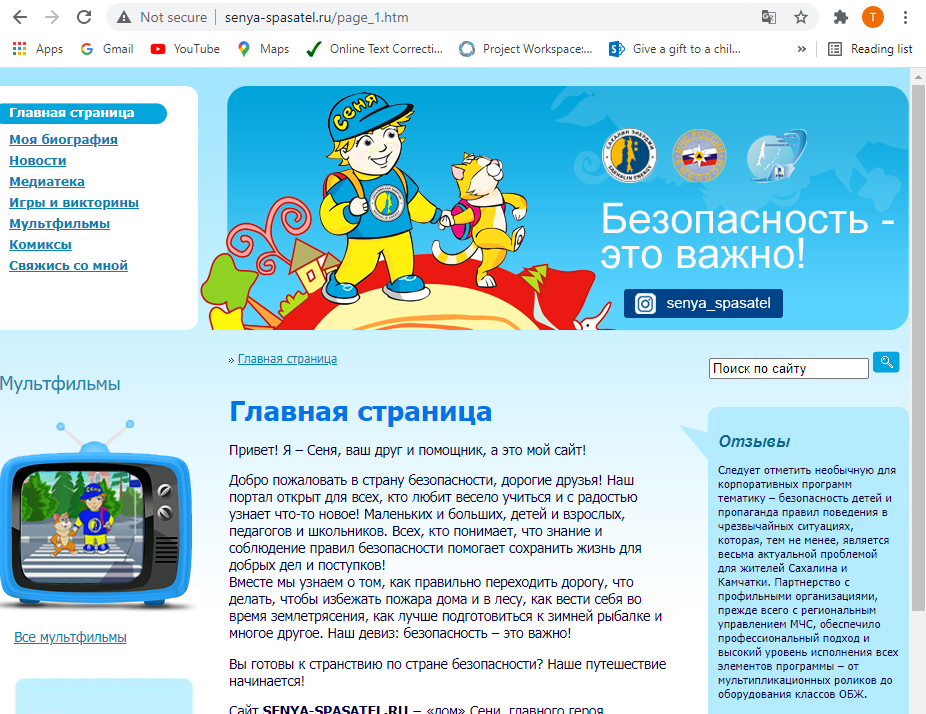 Not secure
senya-spasatel.ru/page_1.htm
T
Apps
Gmail
YouTube
Maps
Online Text Correcti...
Project Workspace:...
Give a gift to a chil...
»
Reading list
Главная страница
Моя биография
Новости
Медиатека
Игры и викторины
Мультфильмы
Комиксы
Свяжись со мной
Сеня
САХАЛИН ЭНЕРДЖИ
SAKHALIN ENERGY
Безопасность -
это важно!
senya_spasatel
» Главная страница
Поиск по сайту
Мультфильмы
Все мультфильмы
Главная страница
Привет! Я – Сеня, ваш друг и помощник, а это мой сайт!
Добро пожаловать в страну безопасности, дорогие друзья! Наш
портал открыт для всех, кто любит весело учиться и с радостью
узнает что-то новое! Маленьких и больших, детей и взрослых,
педагогов и школьников. Всех, кто понимает, что знание и
соблюдение правил безопасности помогает сохранить жизнь для
добрых дел и поступков!
Вместе мы узнаем о том, как правильно переходить дорогу, что
делать, чтобы избежать пожара дома и в лесу, как вести себя во
время землетрясения, как лучше подготовиться к зимней рыбалке и
многое другое. Наш девиз: безопасность – это важно!
Вы готовы к странствию по стране безопасности? Наше путешествие
начинается!
Сайт SENYA-SPASATEL.RU – «дом» Сени, главного героя
Отзывы
Следует отметить необычную для
корпоративных программ
тематику – безопасность детей и
пропаганда правил поведения в
чрезвычайных ситуациях,
которая, тем не менее, является
весьма актуальной проблемой
для жителей Сахалина и
Камчатки. Партнерство с
профильными организациями,
прежде всего с региональным
управлением МЧС, обеспечило
профессиональный подход и
высокий уровень исполнения всех
элементов программы – от
мультипликационных роликов до
оборудования классов ОБЖ.